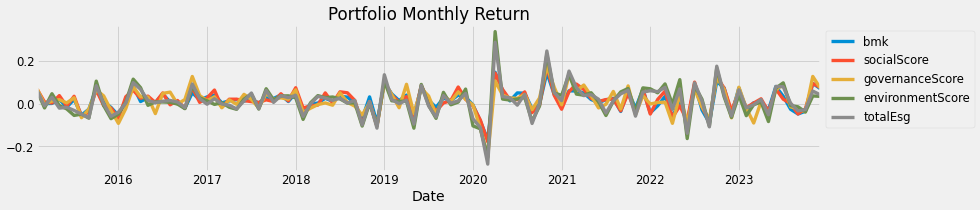 Portfolio Monthly Return
0.2
0.0
−0.2
2016 2017 2018 2019 2020 2021 2022 2023
Date
bmk
socialScore
governanceScore
environmentScore
totalEsg